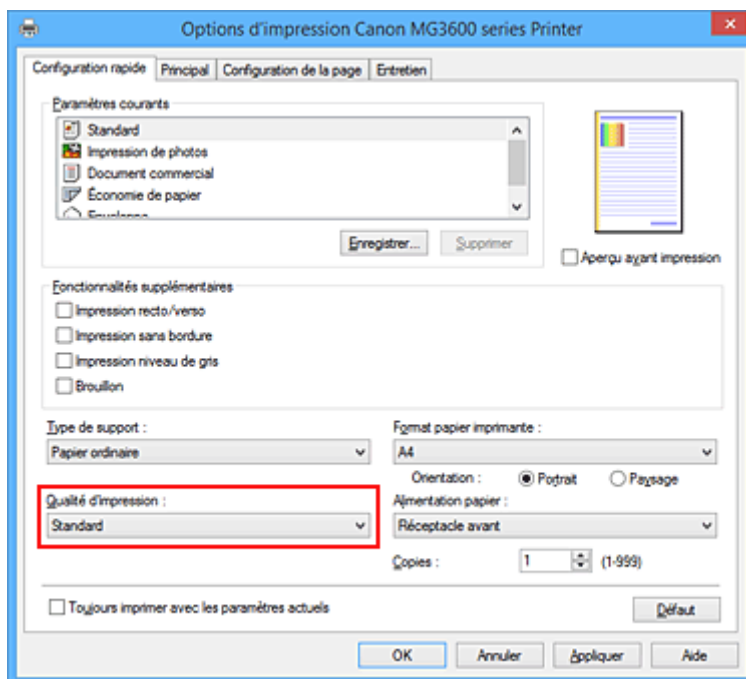 Options d'impression Canon MG3600 series Printer
Configuration rapide Principal Configuration de la page Entretien
Paramètres courants
Standard
Impression de photos
Document commercial
Économie de papier
Enregistrer... Supprimer
Aperçu avant impression
Fonctionnalités supplémentaires
Impression recto/verso
Impression sans bordure
Impression niveau de gris
Brouillon
Type de support : Format papier imprimante :
Papier ordinaire A4
Orientation : Portrait Paysage
Qualité d'impression : Alimentation papier :
Standard Réceptacle avant
Copies : 1 (1-999)
Toujours imprimer avec les paramètres actuels Défaut
OK Annuler Appliquer Aide